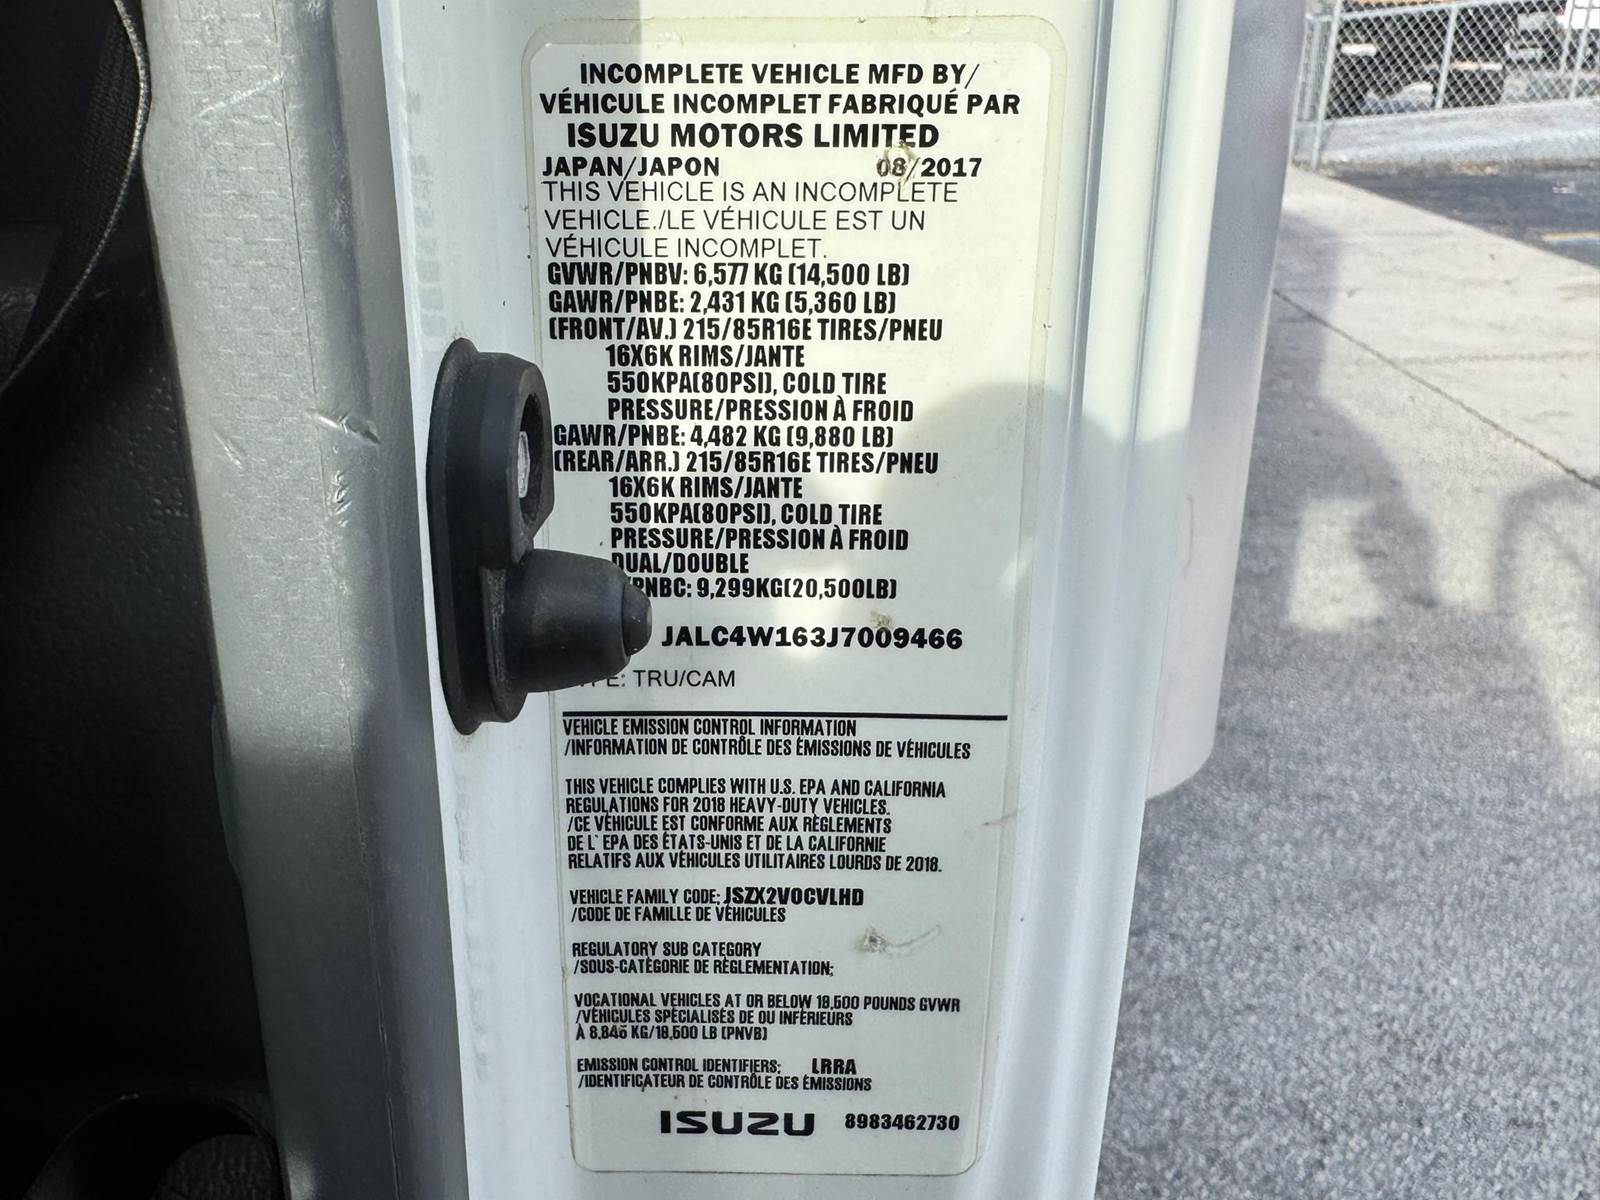 INCOMPLETE VEHICLE MFD BY/
VÉHICULE INCOMPLET FABRIQUÉ PAR
ISUZU MOTORS LIMITED
JAPAN/JAPON 08/2017
THIS VEHICLE IS AN INCOMPLETE
VEHICLE./LE VÉHICULE EST UN
VÉHICULE INCOMPLET.
GVWR/PNBV: 6,577 KG (14,500 LB)
GAWR/PNBE: 2,431 KG (5,360 LB)
(FRONT/AV.) 215/85R16E TIRES/PNEU
16X6K RIMS/JANTE
550KPA(80PSI), COLD TIRE
PRESSURE/PRESSION À FROID
GAWR/PNBE: 4,482 KG (9,880 LB)
(REAR/ARR.) 215/85R16E TIRES/PNEU
16X6K RIMS/JANTE
550KPA(80PSI), COLD TIRE
PRESSURE/PRESSION À FROID
DUAL/DOUBLE
/PNBC: 9,299KG(20,500LB)
JALC4W163J7009466
TRU/CAM
VEHICLE EMISSION CONTROL INFORMATION
/INFORMATION DE CONTRÔLE DES ÉMISSIONS DE VÉHICULES
THIS VEHICLE COMPLIES WITH U.S. EPA AND CALIFORNIA
REGULATIONS FOR 2018 HEAVY-DUTY VEHICLES.
/CE VÉHICULE EST CONFORME AUX RÈGLEMENTS
DE L` EPA DES ÉTATS-UNIS ET DE LA CALIFORNIE
RELATIFS AUX VÉHICULES UTILITAIRES LOURDS DE 2018.
VEHICLE FAMILY CODE: JSZX2VOCVLHD
/CODE DE FAMILLE DE VÉHICULES
REGULATORY SUB CATEGORY
/SOUS-CATÉGORIE DE RÈGLEMENTATION;
VOCATIONAL VEHICLES AT OR BELOW 19,500 POUNDS GVWR
/VÉHICULES SPÉCIALISÉS DE OU INFÉRIEURS
À 8,845 KG/19,500 LB (PNVB)
EMISSION CONTROL IDENTIFIERS: LRRA
/IDENTIFICATEUR DE CONTRÔLE DES ÉMISSIONS
ISUZU 8983462730